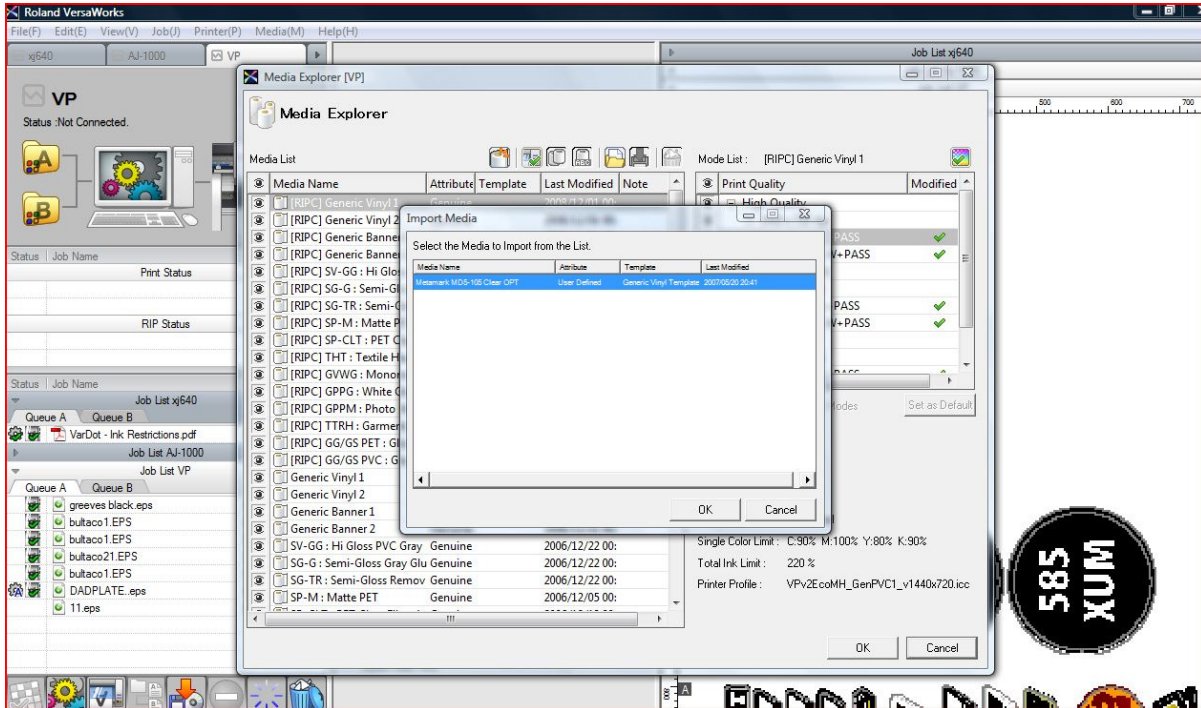 Roland VersaWorks
File(F) Edit(E) View(V) Job(J) Printer(P) Media(M) Help(H)
xj640 AJ-1000 VP
Job List xj640
VP
Status :Not Connected.
A
B
Status Job Name
Print Status
RIP Status
Status Job Name
Job List xj640
Queue A Queue B
VarDot - Ink Restrictions.pdf
Job List AJ-1000
Job List VP
Queue A Queue B
greeves black.eps
bultaco1.EPS
bultaco1.EPS
bultaco21.EPS
bultaco1.EPS
DADPLATE..eps
11.eps
Media Explorer [VP]
Media Explorer
Media List
Media Name Attribute Template Last Modified Note
[RIPC] Generic Vinyl 1 Genuine 2008/12/01 00:
[RIPC] Generic Vinyl 2
[RIPC] Generic Banne
[RIPC] Generic Banne
[RIPC] SV-GG : Hi Glo
[RIPC] SG-G : Semi-Gl
[RIPC] SG-TR : Semi-G
[RIPC] SP-M : Matte P
[RIPC] SP-CLT : PET C
[RIPC] THT : Textile H
[RIPC] GVWG : Monom
[RIPC] GPPG : White G
[RIPC] GPPM : Photo
[RIPC] TTRH : Garmen
[RIPC] GG/GS PET : Gl
[RIPC] GG/GS PVC : G
Generic Vinyl 1
Generic Vinyl 2
Generic Banner 1
Generic Banner 2
SV-GG : Hi Gloss PVC Gray Genuine 2006/12/22 00:
SG-G : Semi-Gloss Gray Glu Genuine 2006/12/22 00:
SG-TR : Semi-Gloss Remov Genuine 2006/12/22 00:
SP-M : Matte PET Genuine 2006/12/05 00:
Mode List : [RIPC] Generic Vinyl 1
Print Quality Modified
High Quality
PASS
V+PASS
PASS
V+PASS
odes Set as Default
Single Color Limit : C:90% M:100% Y:80% K:90%
Total Ink Limit : 220 %
Printer Profile : VPv2EcoMH_GenPVC1_v1440x720.icc
OK Cancel
Import Media
Select the Media to Import from the List.
Media Name Attribute Template Last Modified
Metamark MD5-105 Clear OPT User Defined Generic Vinyl Template 2007/05/20 20:41
OK Cancel
500 600 700
585
XUM
A